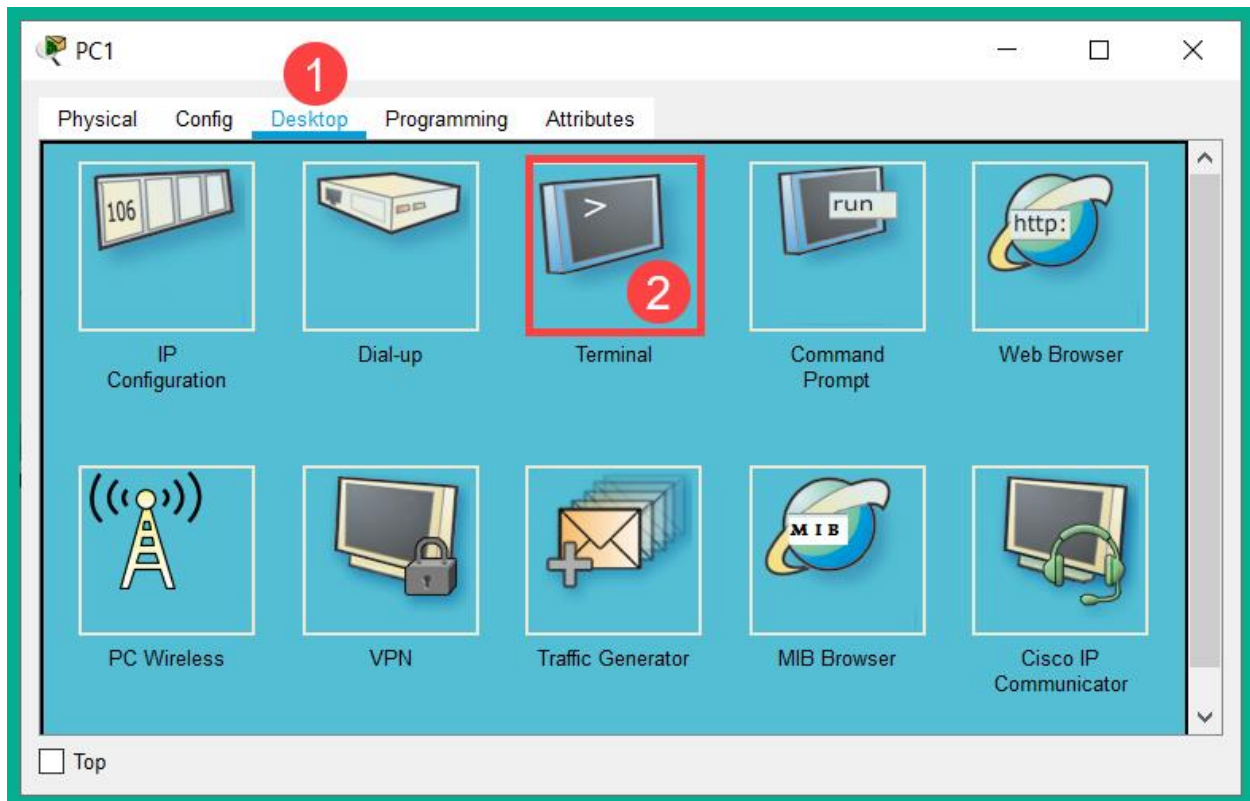 PC1
1
Physical Config Desktop Programming Attributes
106
>
run
http:
2
IP
Configuration
Dial-up
Terminal
Command
Prompt
Web Browser
MIB
PC Wireless
VPN
Traffic Generator
MIB Browser
Cisco IP
Communicator
Top